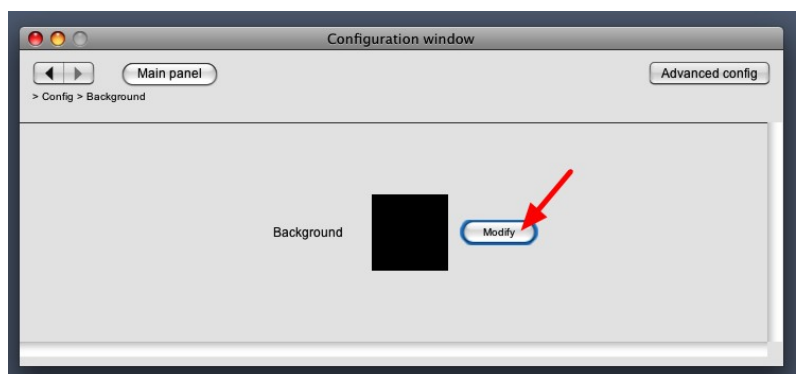 Configuration window
Main panel
Advanced config
> Config > Background
Background
Modify